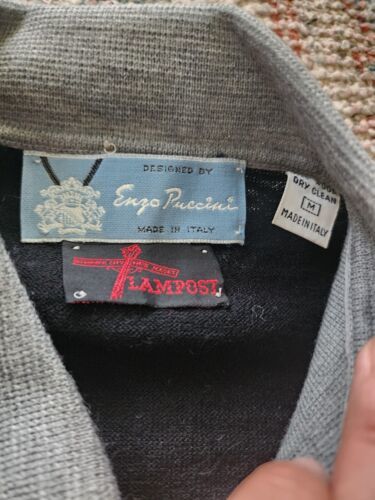 DESIGNED BY
Enzo Puccini
MADE IN ITALY
LAMPOST
DRY CLEAN
M
MADE IN ITALY